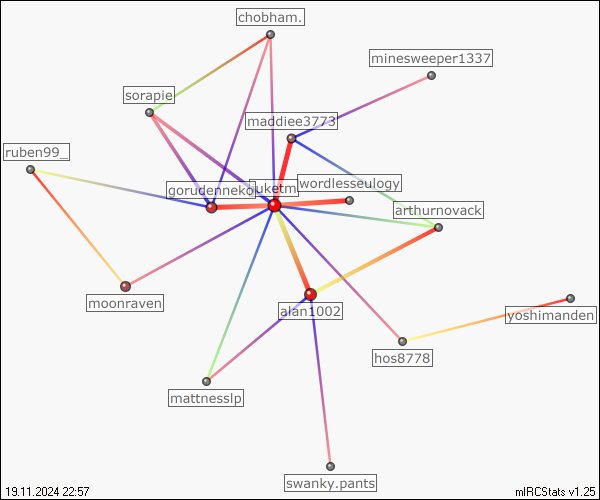 chobham.
minesweeper1337
sorapie
maddiee3773
ruben99_
gorudenneko
luketm
wordlesseulogy
arthurnovack
moonraven
alan1002
yoshimanden
hos8778
mattnesslp
swanky.pants
19.11.2024 22:57
mIRCStats v1.25